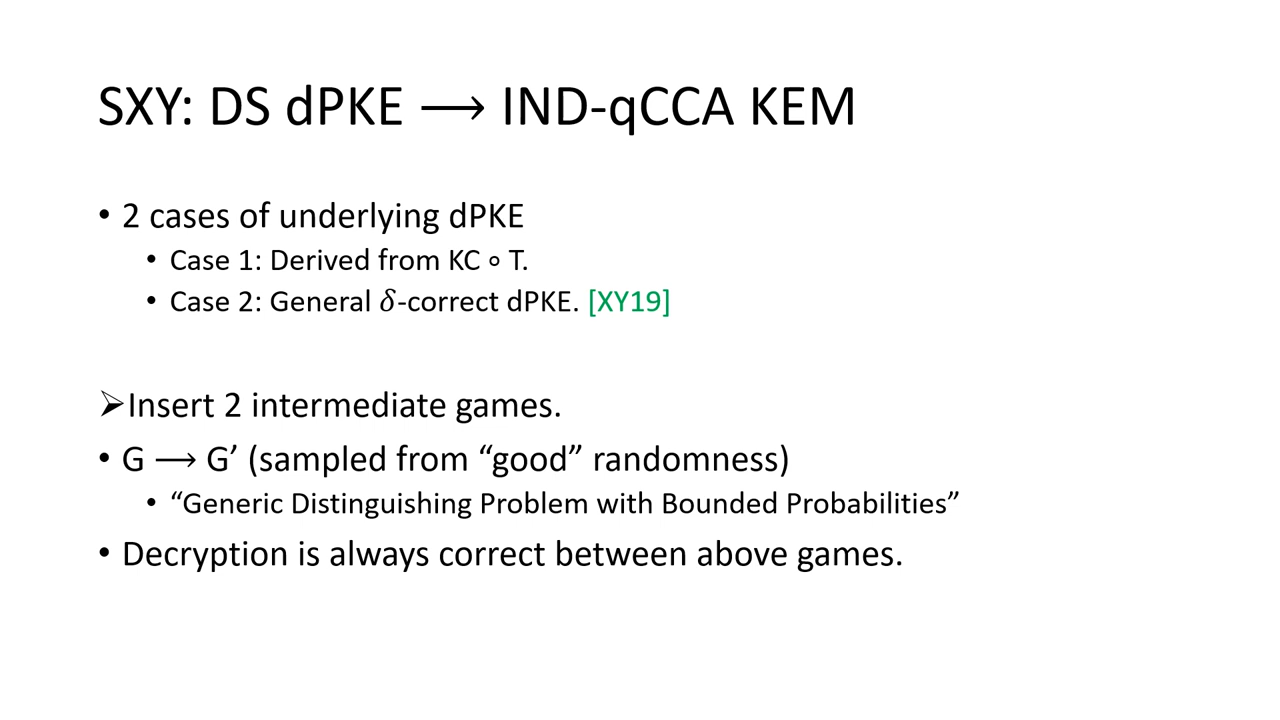 SXY: DS dPKE ⟶ IND-qCCA KEM
• 2 cases of underlying dPKE
• Case 1: Derived from KC ∘ T.
• Case 2: General 𝛿-correct dPKE. [XY19]
➢Insert 2 intermediate games.
• G ⟶ G’ (sampled from “good” randomness)
• “Generic Distinguishing Problem with Bounded Probabilities”
• Decryption is always correct between above games.